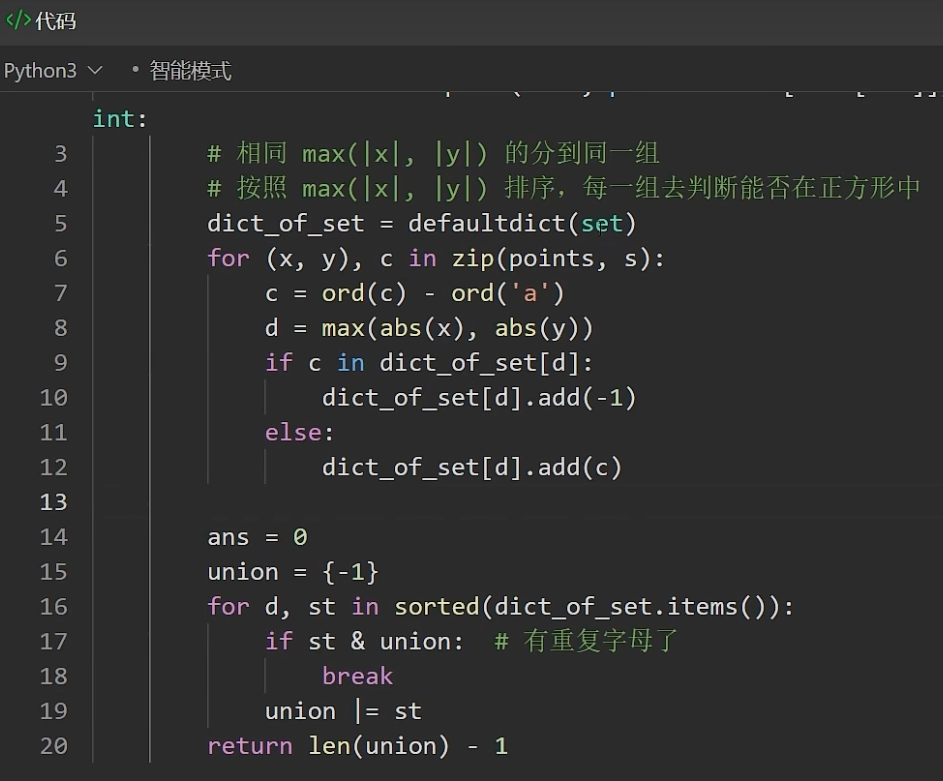 </> 代码
Python3 • 智能模式
int:
3 # 相同 max(|x|, |y|) 的分到同一组
4 # 按照 max(|x|, |y|) 排序，每一组去判断能否在正方形中
5 dict_of_set = defaultdict(set)
6 for (x, y), c in zip(points, s):
7 c = ord(c) - ord('a')
8 d = max(abs(x), abs(y))
9 if c in dict_of_set[d]:
10 dict_of_set[d].add(-1)
11 else:
12 dict_of_set[d].add(c)
13
14 ans = 0
15 union = {-1}
16 for d, st in sorted(dict_of_set.items()):
17 if st & union: # 有重复字母了
18 break
19 union |= st
20 return len(union) - 1